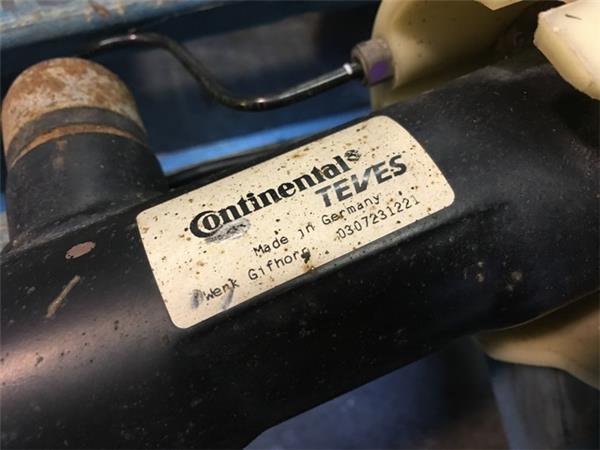 Continental®
TEVES
Made in Germany
Werk Gifhorn 0307231221